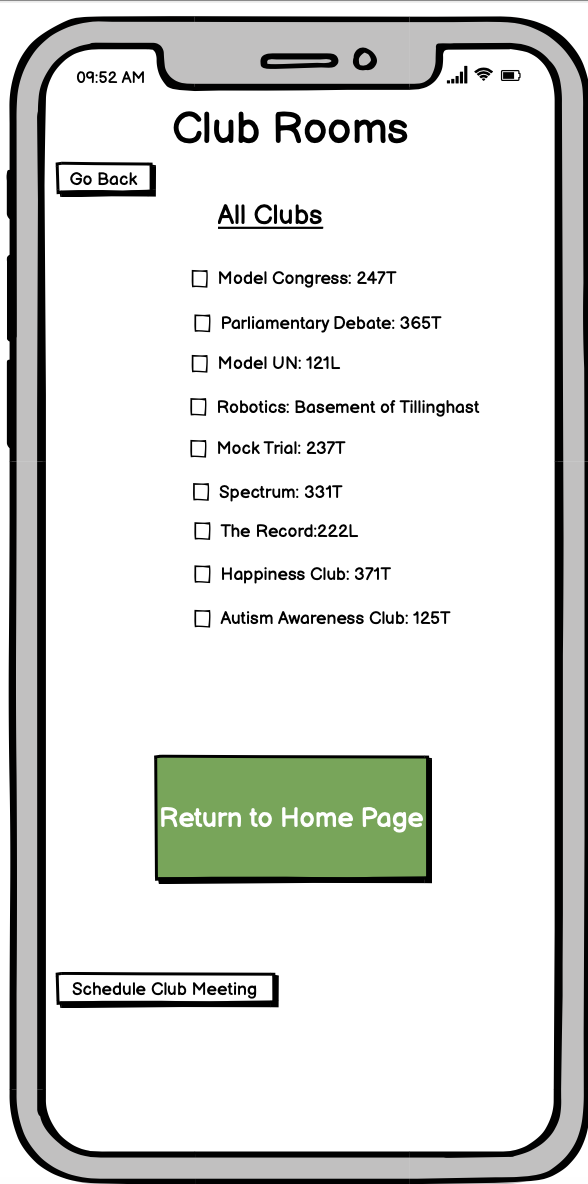 09:52 AM
Club Rooms
Go Back
All Clubs
Model Congress: 247T
Parliamentary Debate: 365T
Model UN: 121L
Robotics: Basement of Tillinghast
Mock Trial: 237T
Spectrum: 331T
The Record:222L
Happiness Club: 371T
Autism Awareness Club: 125T
Return to Home Page
Schedule Club Meeting